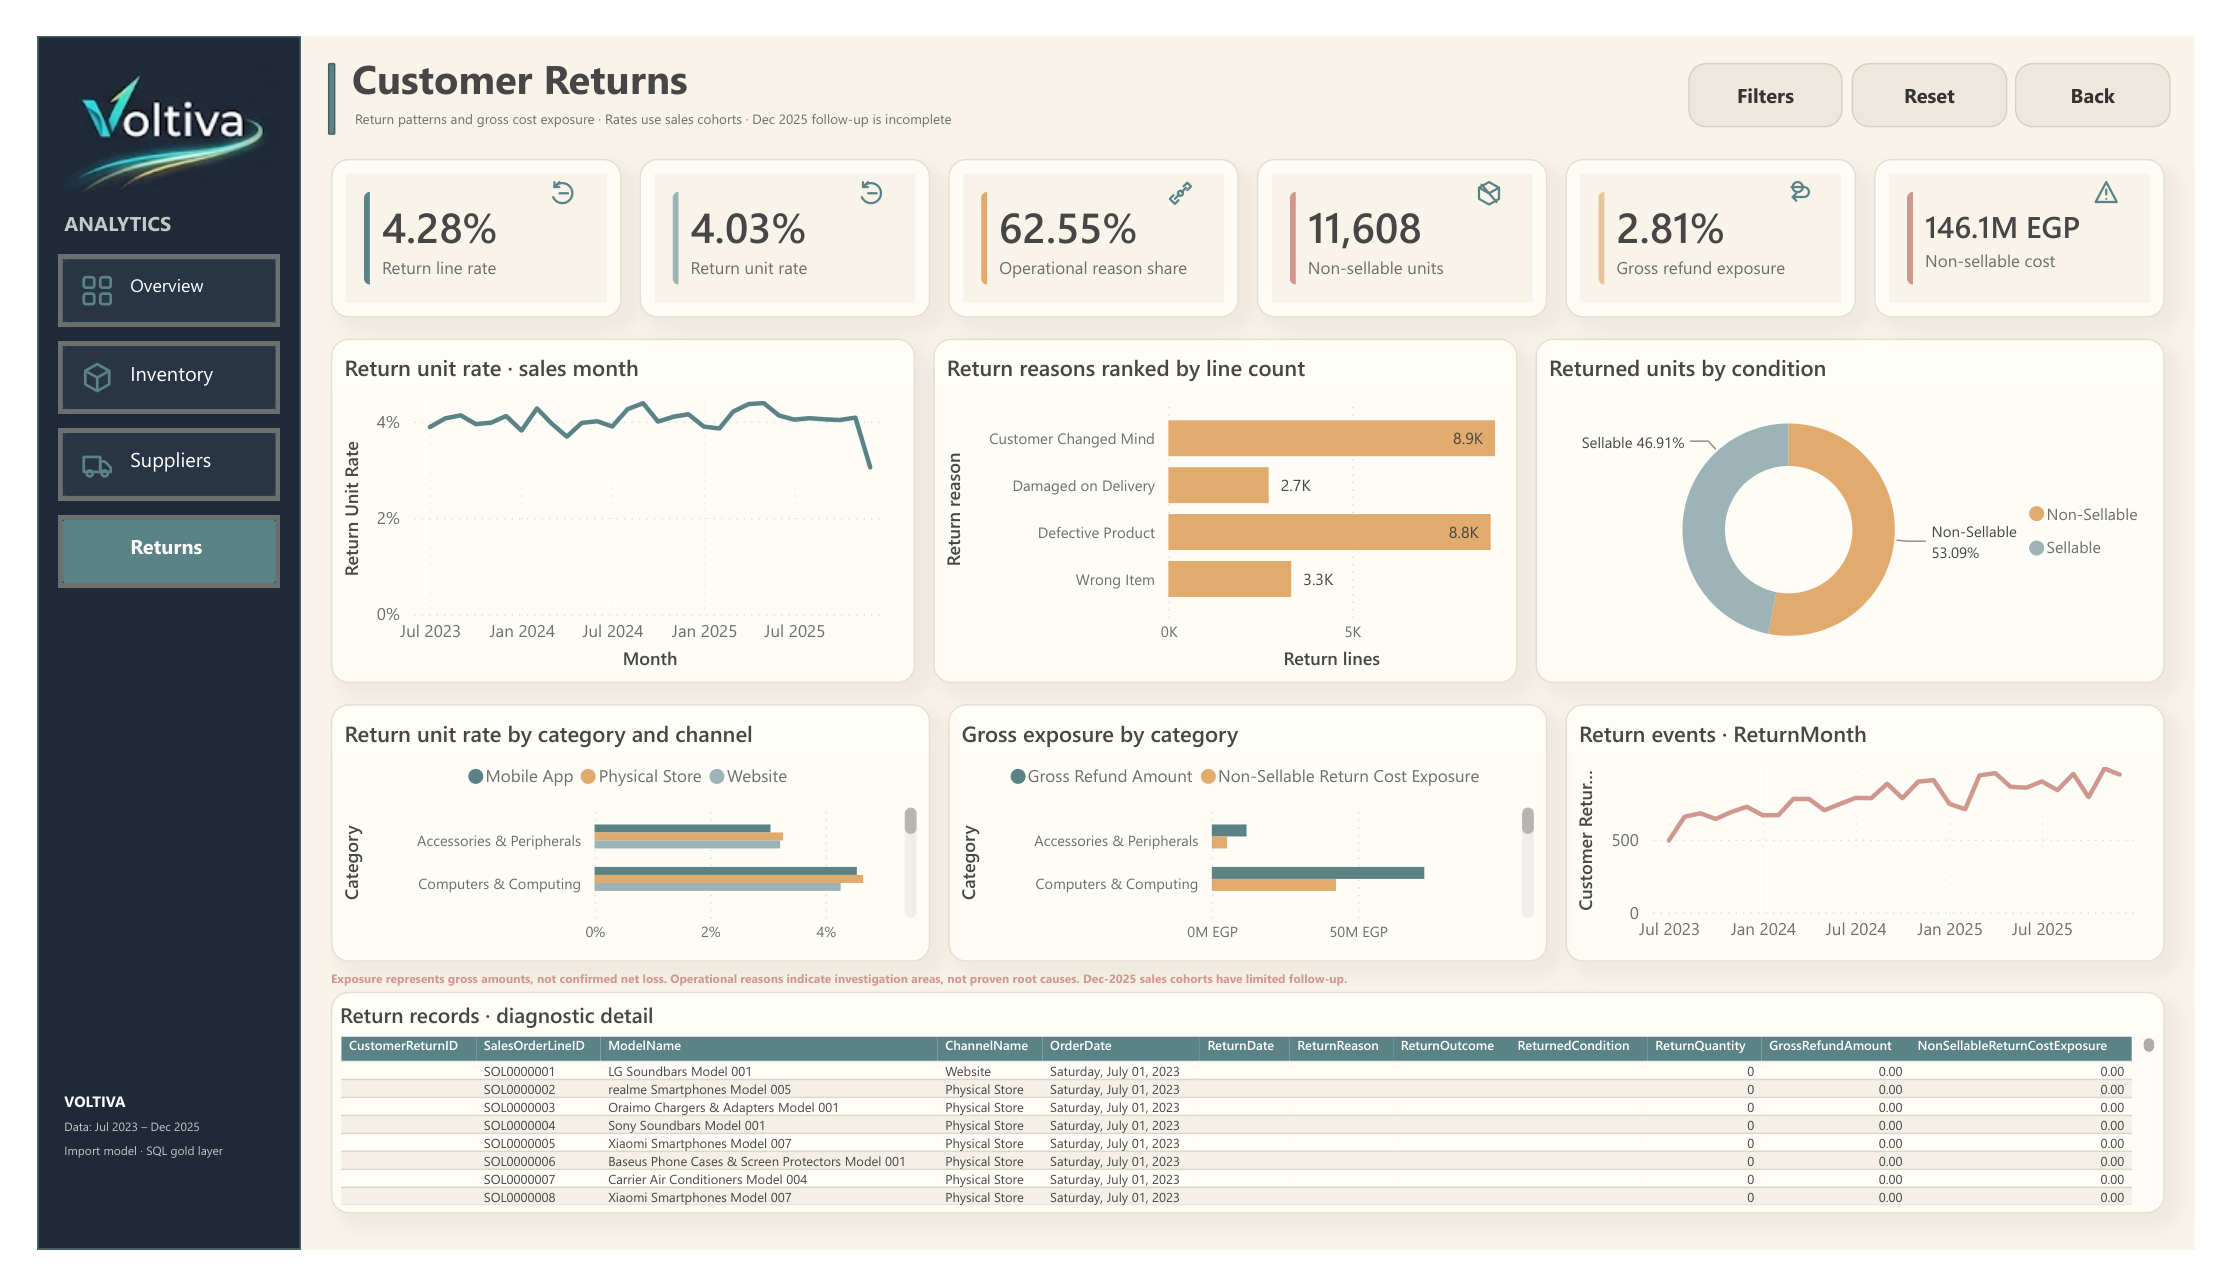 Voltiva
ANALYTICS
Overview
Inventory
Suppliers
Returns
VOLTIVA
Data: Jul 2023 – Dec 2025
Import model · SQL gold layer
Customer Returns
Return patterns and gross cost exposure · Rates use sales cohorts · Dec 2025 follow-up is incomplete
Filters
Reset
Back
4.28%
Return line rate
4.03%
Return unit rate
62.55%
Operational reason share
11,608
Non-sellable units
2.81%
Gross refund exposure
146.1M EGP
Non-sellable cost
Return unit rate · sales month
Return Unit Rate
4%
2%
0%
Jul 2023 Jan 2024 Jul 2024 Jan 2025 Jul 2025
Month
Return reasons ranked by line count
Return reason
Customer Changed Mind 8.9K
Damaged on Delivery 2.7K
Defective Product 8.8K
Wrong Item 3.3K
0K 5K
Return lines
Returned units by condition
Sellable 46.91%
Non-Sellable
53.09%
Non-Sellable
Sellable
Return unit rate by category and channel
Mobile App Physical Store Website
Category
Accessories & Peripherals
Computers & Computing
0% 2% 4%
Gross exposure by category
Gross Refund Amount Non-Sellable Return Cost Exposure
Category
Accessories & Peripherals
Computers & Computing
0M EGP 50M EGP
Return events · ReturnMonth
Customer Retur...
500
0
Jul 2023 Jan 2024 Jul 2024 Jan 2025 Jul 2025
Exposure represents gross amounts, not confirmed net loss. Operational reasons indicate investigation areas, not proven root causes. Dec-2025 sales cohorts have limited follow-up.
Return records · diagnostic detail
CustomerReturnID SalesOrderLineID ModelName ChannelName OrderDate ReturnDate ReturnReason ReturnOutcome ReturnedCondition ReturnQuantity GrossRefundAmount NonSellableReturnCostExposure
SOL0000001 LG Soundbars Model 001 Website Saturday, July 01, 2023 0 0.00 0.00
SOL0000002 realme Smartphones Model 005 Physical Store Saturday, July 01, 2023 0 0.00 0.00
SOL0000003 Oraimo Chargers & Adapters Model 001 Physical Store Saturday, July 01, 2023 0 0.00 0.00
SOL0000004 Sony Soundbars Model 001 Physical Store Saturday, July 01, 2023 0 0.00 0.00
SOL0000005 Xiaomi Smartphones Model 007 Physical Store Saturday, July 01, 2023 0 0.00 0.00
SOL0000006 Baseus Phone Cases & Screen Protectors Model 001 Physical Store Saturday, July 01, 2023 0 0.00 0.00
SOL0000007 Carrier Air Conditioners Model 004 Physical Store Saturday, July 01, 2023 0 0.00 0.00
SOL0000008 Xiaomi Smartphones Model 007 Physical Store Saturday, July 01, 2023 0 0.00 0.00